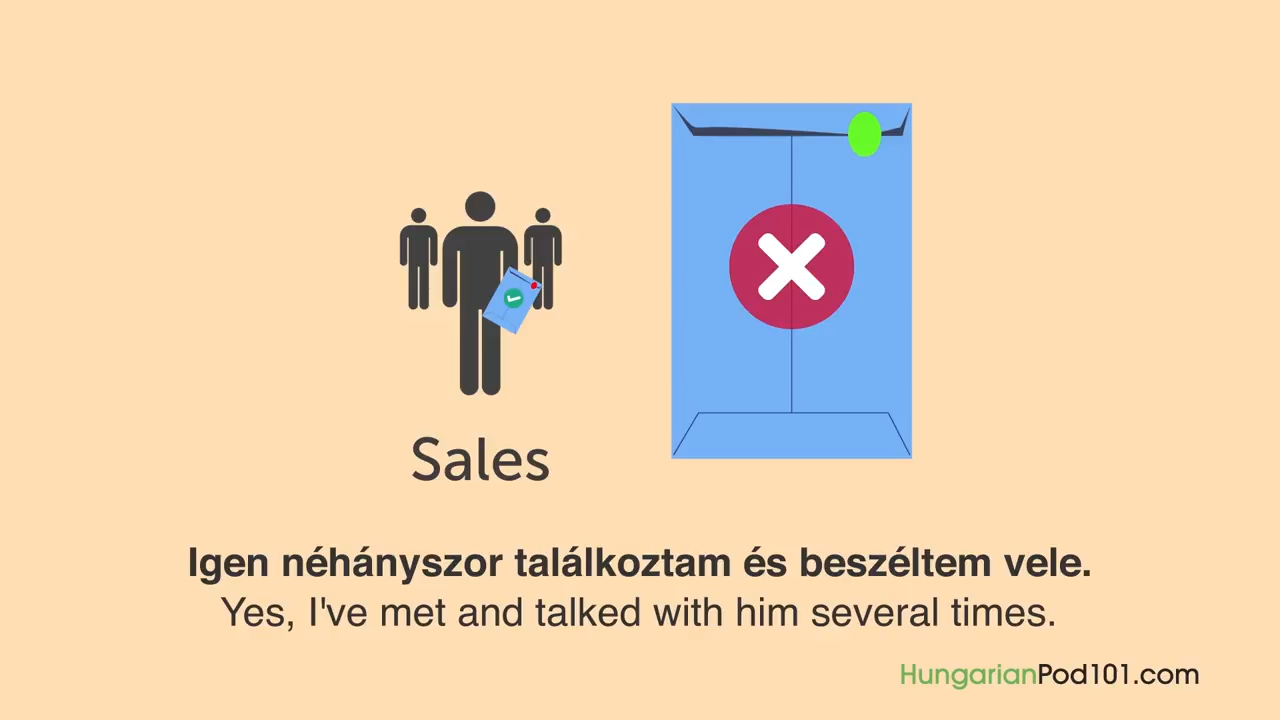 Sales
Igen néhányszor találkoztam és beszéltem vele.
Yes, I've met and talked with him several times.
HungarianPod101.com